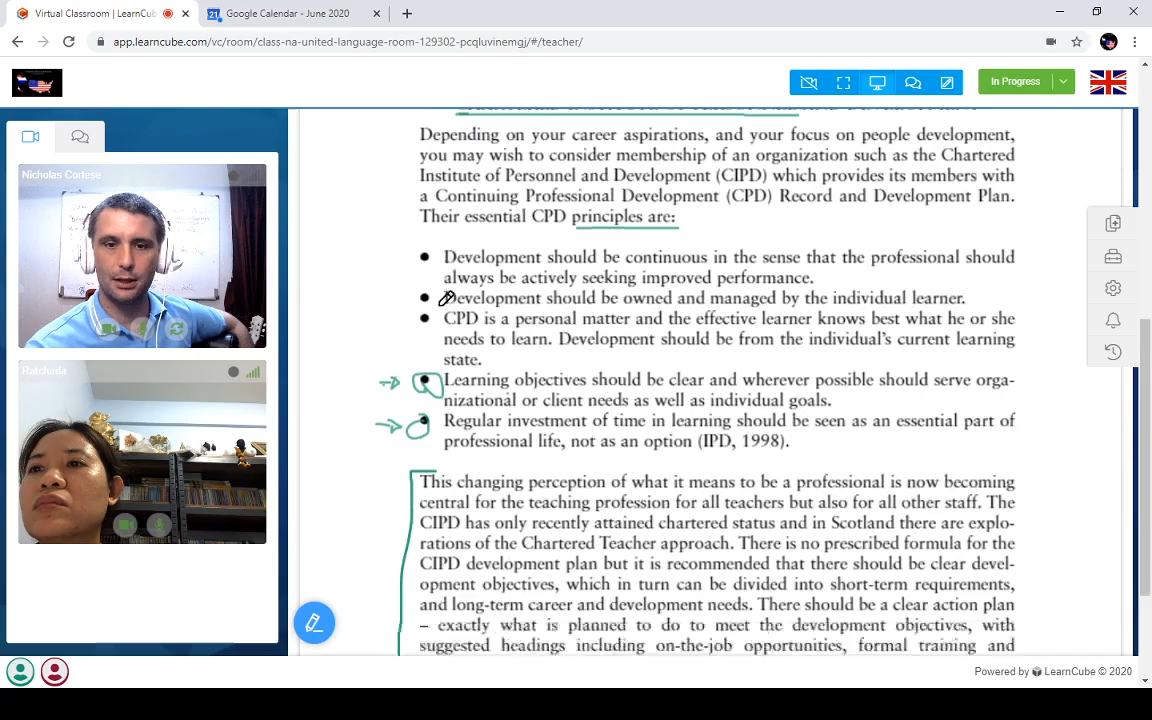 Virtual Classroom | LearnCub
Google Calendar - June 2020
app.learncube.com/vc/room/class-na-united-language-room-129302-pcqluvinemgj/#/teacher/
In Progress
Nicholas Cortese
Ratchada
Depending on your career aspirations, and your focus on people development,
you may wish to consider membership of an organization such as the Chartered
Institute of Personnel and Development (CIPD) which provides its members with
a Continuing Professional Development (CPD) Record and Development Plan.
Their essential CPD principles are:
• Development should be continuous in the sense that the professional should
always be actively seeking improved performance.
• Development should be owned and managed by the individual learner.
• CPD is a personal matter and the effective learner knows best what he or she
needs to learn. Development should be from the individual's current learning
state.
• Learning objectives should be clear and wherever possible should serve orga-
nizational or client needs as well as individual goals.
• Regular investment of time in learning should be seen as an essential part of
professional life, not as an option (IPD, 1998).
This changing perception of what it means to be a professional is now becoming
central for the teaching profession for all teachers but also for all other staff. The
CIPD has only recently attained chartered status and in Scotland there are explo-
rations of the Chartered Teacher approach. There is no prescribed formula for the
CIPD development plan but it is recommended that there should be clear devel-
opment objectives, which in turn can be divided into short-term requirements,
and long-term career and development needs. There should be a clear action plan
– exactly what is planned to do to meet the development objectives, with
suggested headings including on-the-job opportunities, formal training and
Powered by LearnCube © 2020